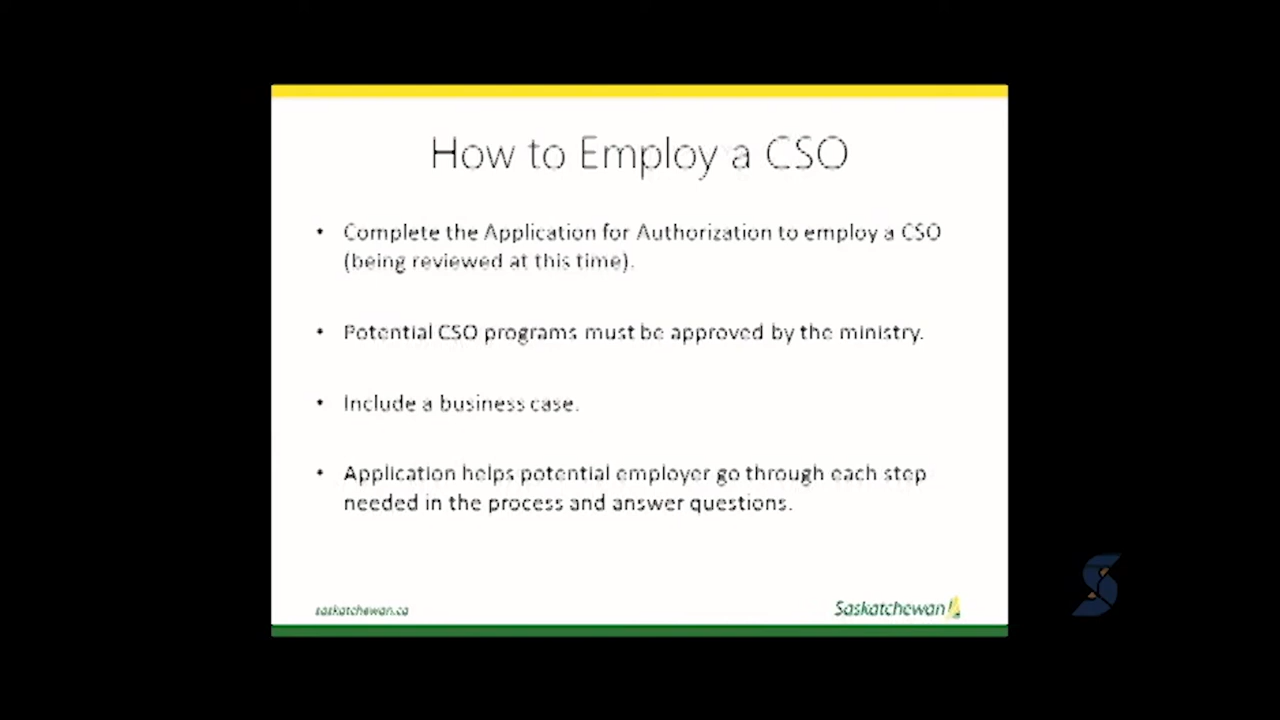 How to Employ a CSO
• Complete the Application for Authorization to employ a CSO
(being reviewed at this time).
• Potential CSO programs must be approved by the ministry.
• Include a business case.
• Application helps potential employer go through each step
needed in the process and answer questions.
saskatchewan.ca
Saskatchewan